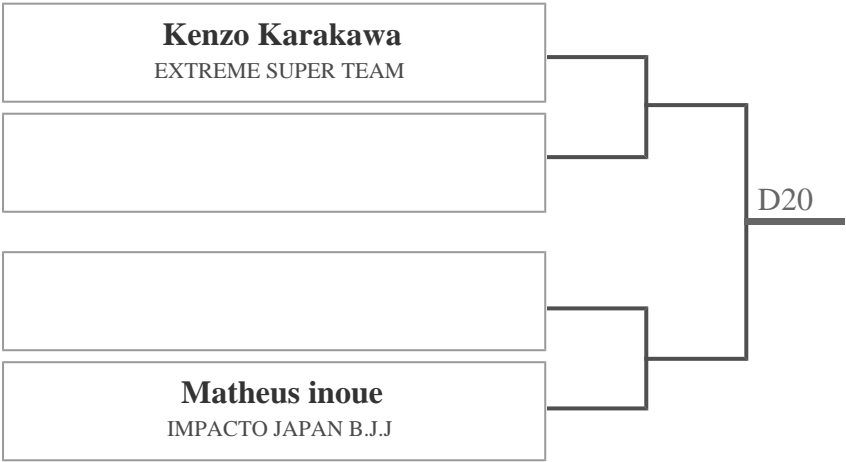 Kenzo Karakawa
EXTREME SUPER TEAM
D20
Matheus inoue
IMPACTO JAPAN B.J.J